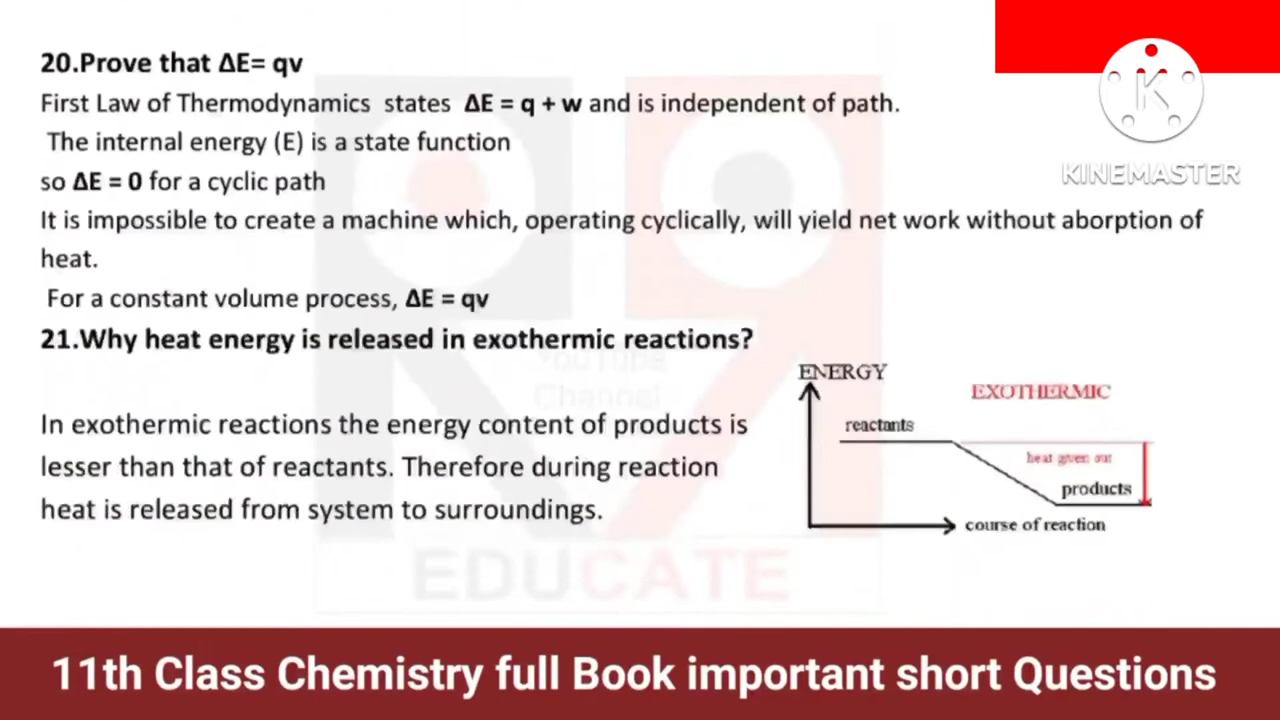 20.Prove that ΔE= qv
First Law of Thermodynamics states ΔE = q + w and is independent of path.
The internal energy (E) is a state function
so ΔE = 0 for a cyclic path
It is impossible to create a machine which, operating cyclically, will yield net work without aborption of
heat.
For a constant volume process, ΔE = qv
21.Why heat energy is released in exothermic reactions?
In exothermic reactions the energy content of products is
lesser than that of reactants. Therefore during reaction
heat is released from system to surroundings.
ENERGY
EXOTHERMIC
reactants
heat given out
products
course of reaction
K
KINEMASTER
YouTube
Channel
EDUCATE
11th Class Chemistry full Book important short Questions